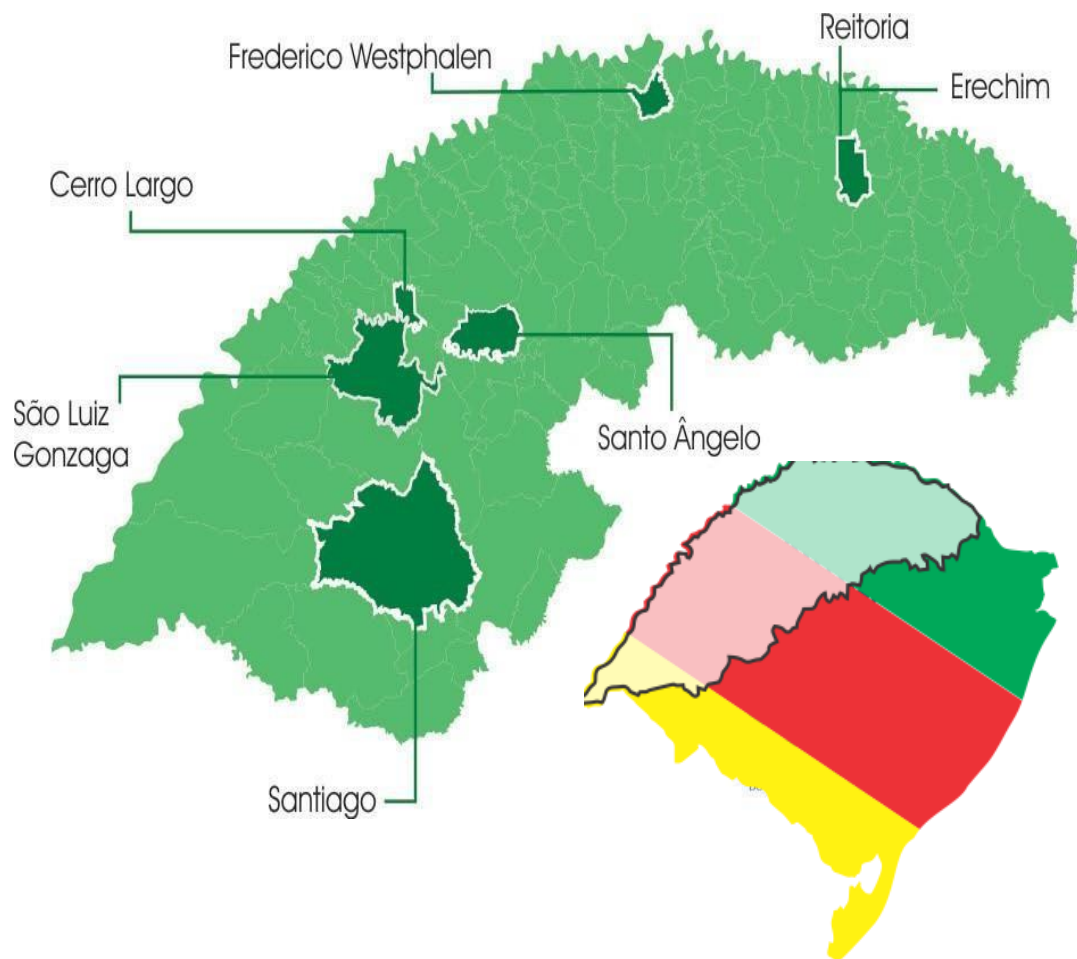 Reitoria
Frederico Westphalen
Erechim
Cerro Largo
São Luiz
Gonzaga
Santo Ângelo
Santiago